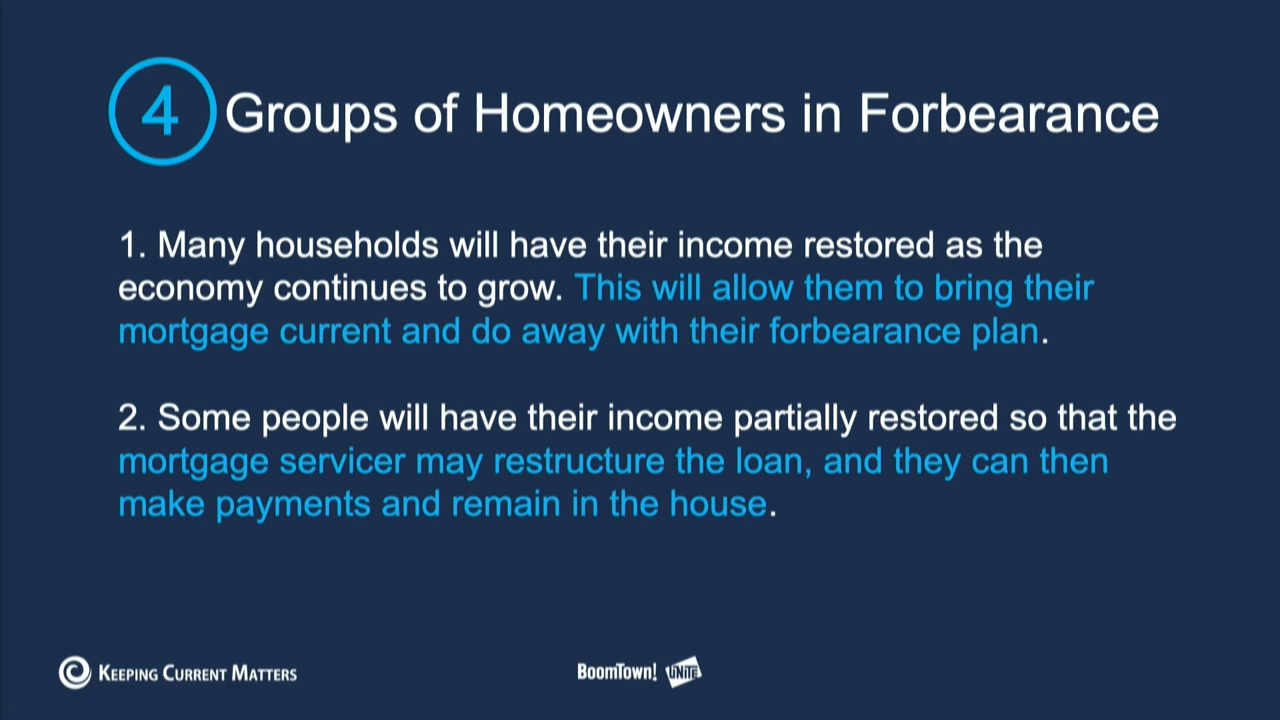 4 Groups of Homeowners in Forbearance
1. Many households will have their income restored as the
economy continues to grow. This will allow them to bring their
mortgage current and do away with their forbearance plan.
2. Some people will have their income partially restored so that the
mortgage servicer may restructure the loan, and they can then
make payments and remain in the house.
KEEPING CURRENT MATTERS
BoomTown! UNITE